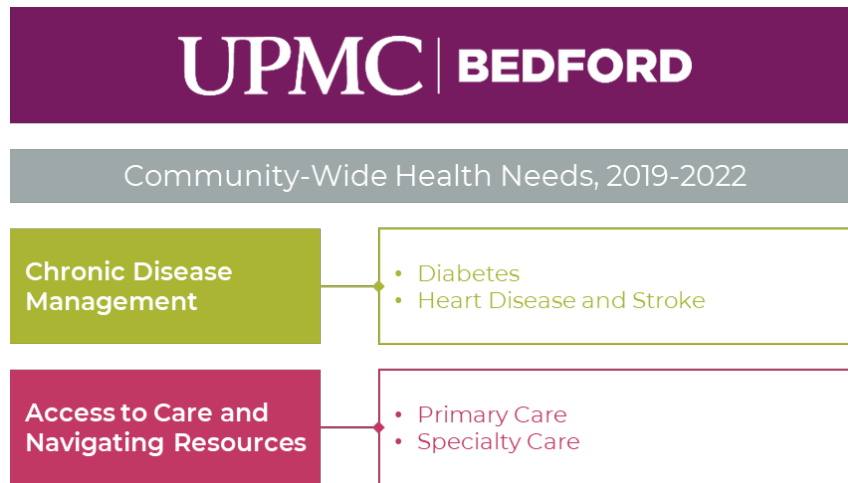 UPMC | BEDFORD
Community-Wide Health Needs, 2019-2022
Chronic Disease
Management
• Diabetes
• Heart Disease and Stroke
Access to Care and
Navigating Resources
• Primary Care
• Specialty Care